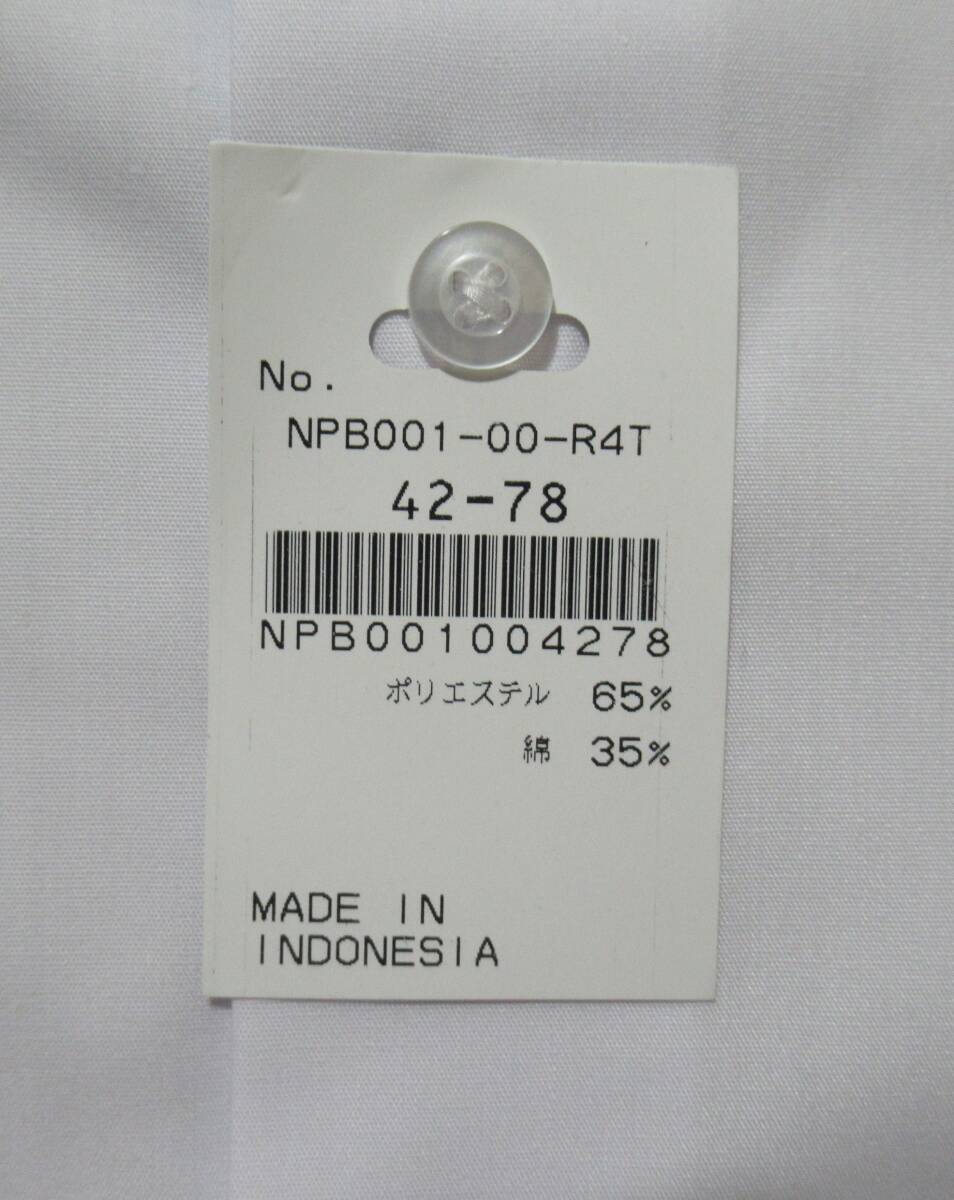 No.
NPB001-00-R4T
42-78
NPB001004278
ポリエステル 65%
綿 35%
MADE IN
INDONESIA